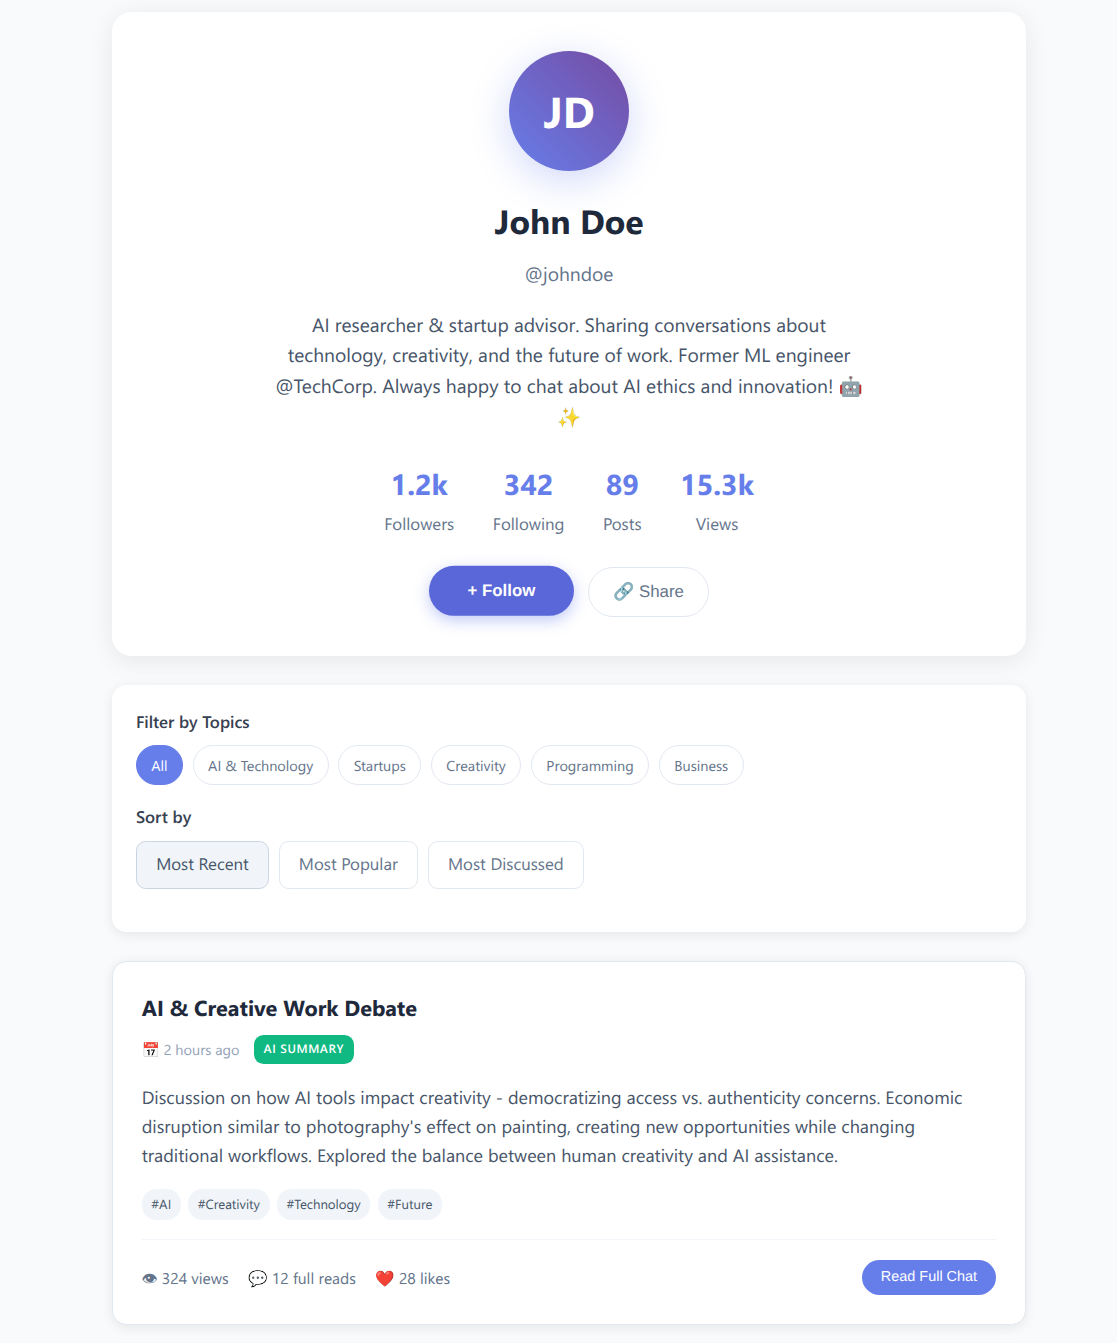 JD
John Doe
@johndoe
AI researcher & startup advisor. Sharing conversations about
technology, creativity, and the future of work. Former ML engineer
@TechCorp. Always happy to chat about AI ethics and innovation! 🤖
✨
1.2k 342 89 15.3k
Followers Following Posts Views
+ Follow 🔗 Share
Filter by Topics
All AI & Technology Startups Creativity Programming Business
Sort by
Most Recent Most Popular Most Discussed
AI & Creative Work Debate
📅 2 hours ago AI SUMMARY
Discussion on how AI tools impact creativity - democratizing access vs. authenticity concerns. Economic
disruption similar to photography's effect on painting, creating new opportunities while changing
traditional workflows. Explored the balance between human creativity and AI assistance.
#AI #Creativity #Technology #Future
👁 324 views 💬 12 full reads ❤️ 28 likes Read Full Chat